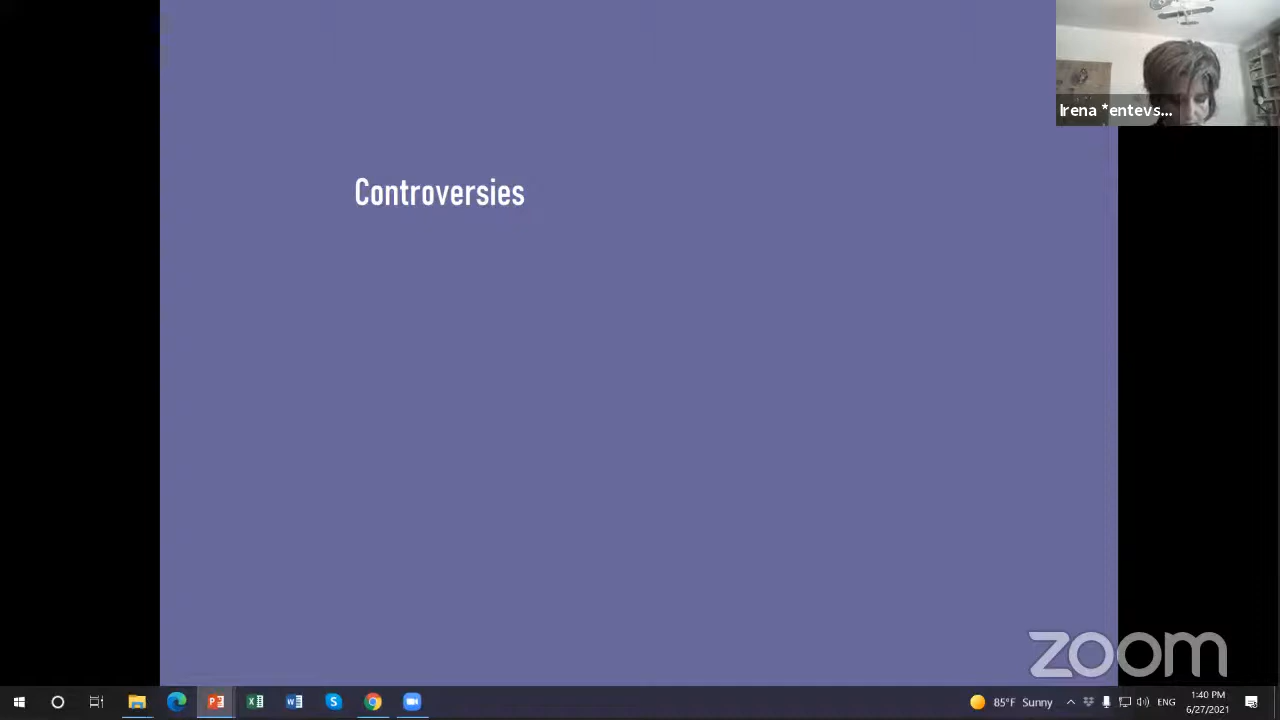 Irena *entevs...
Controversies
zoom
85°F Sunny
ENG
1:40 PM
6/27/2021